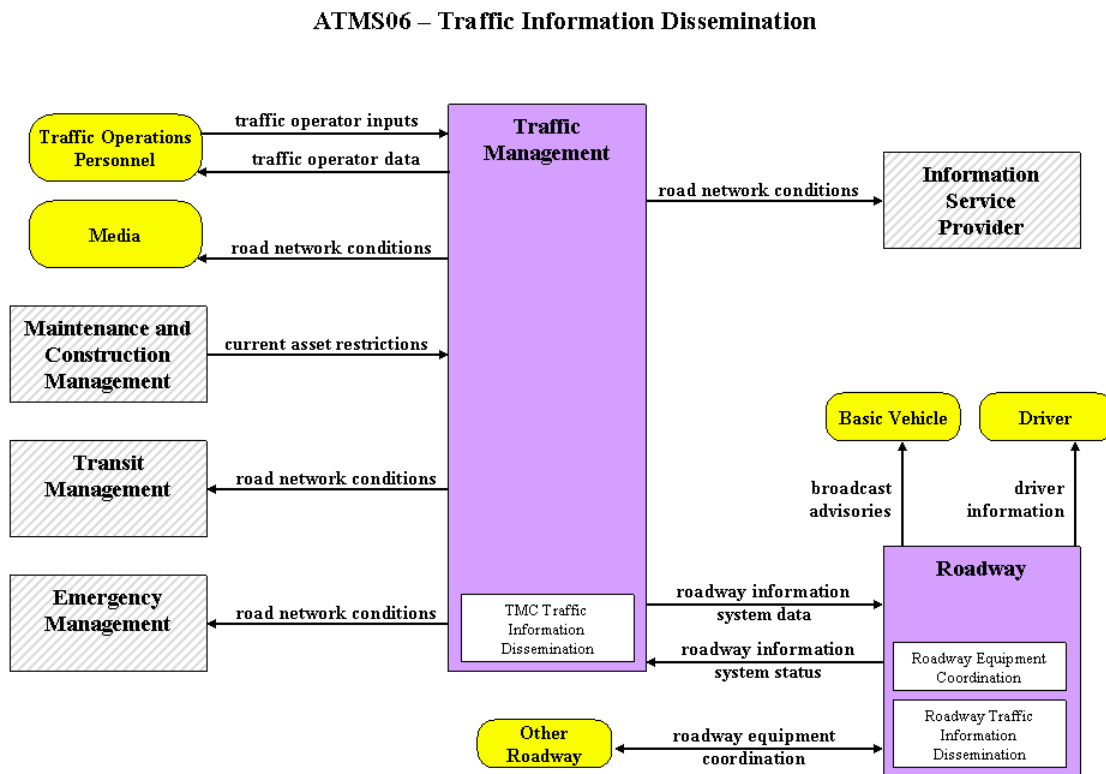 ATMS06 – Traffic Information Dissemination
Traffic Operations
Personnel
traffic operator inputs
traffic operator data
Traffic
Management
road network conditions
Information
Service
Provider
Media
road network conditions
Maintenance and
Construction
Management
current asset restrictions
Transit
Management
road network conditions
Emergency
Management
road network conditions
TMC Traffic
Information
Dissemination
Basic Vehicle
Driver
broadcast
advisories
driver
information
Roadway
roadway information
system data
roadway information
system status
Roadway Equipment
Coordination
Roadway Traffic
Information
Dissemination
Other
Roadway
roadway equipment
coordination